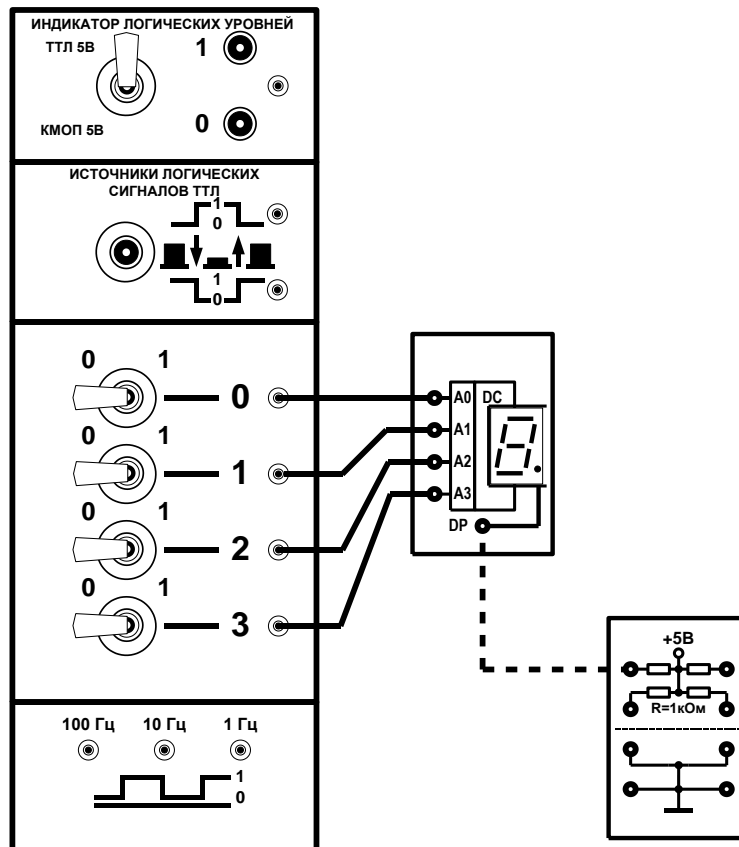 ИНДИКАТОР ЛОГИЧЕСКИХ УРОВНЕЙ
ТТЛ 5В
1
КМОП 5В
0
ИСТОЧНИКИ ЛОГИЧЕСКИХ
СИГНАЛОВ ТТЛ
1
0
1
0
0 1
0
0 1
1
0 1
2
0 1
3
A0 DC
A1
A2
A3
DP
+5В
R=1кОм
100 Гц 10 Гц 1 Гц
1
0